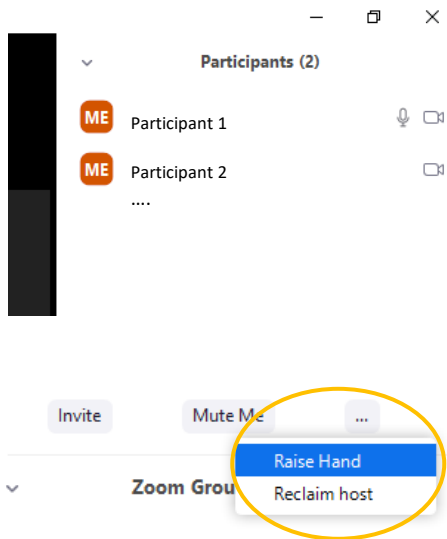 Participants (2)
ME Participant 1
ME Participant 2
....
Invite Mute Me ...
Raise Hand
Zoom Grou
Reclaim host